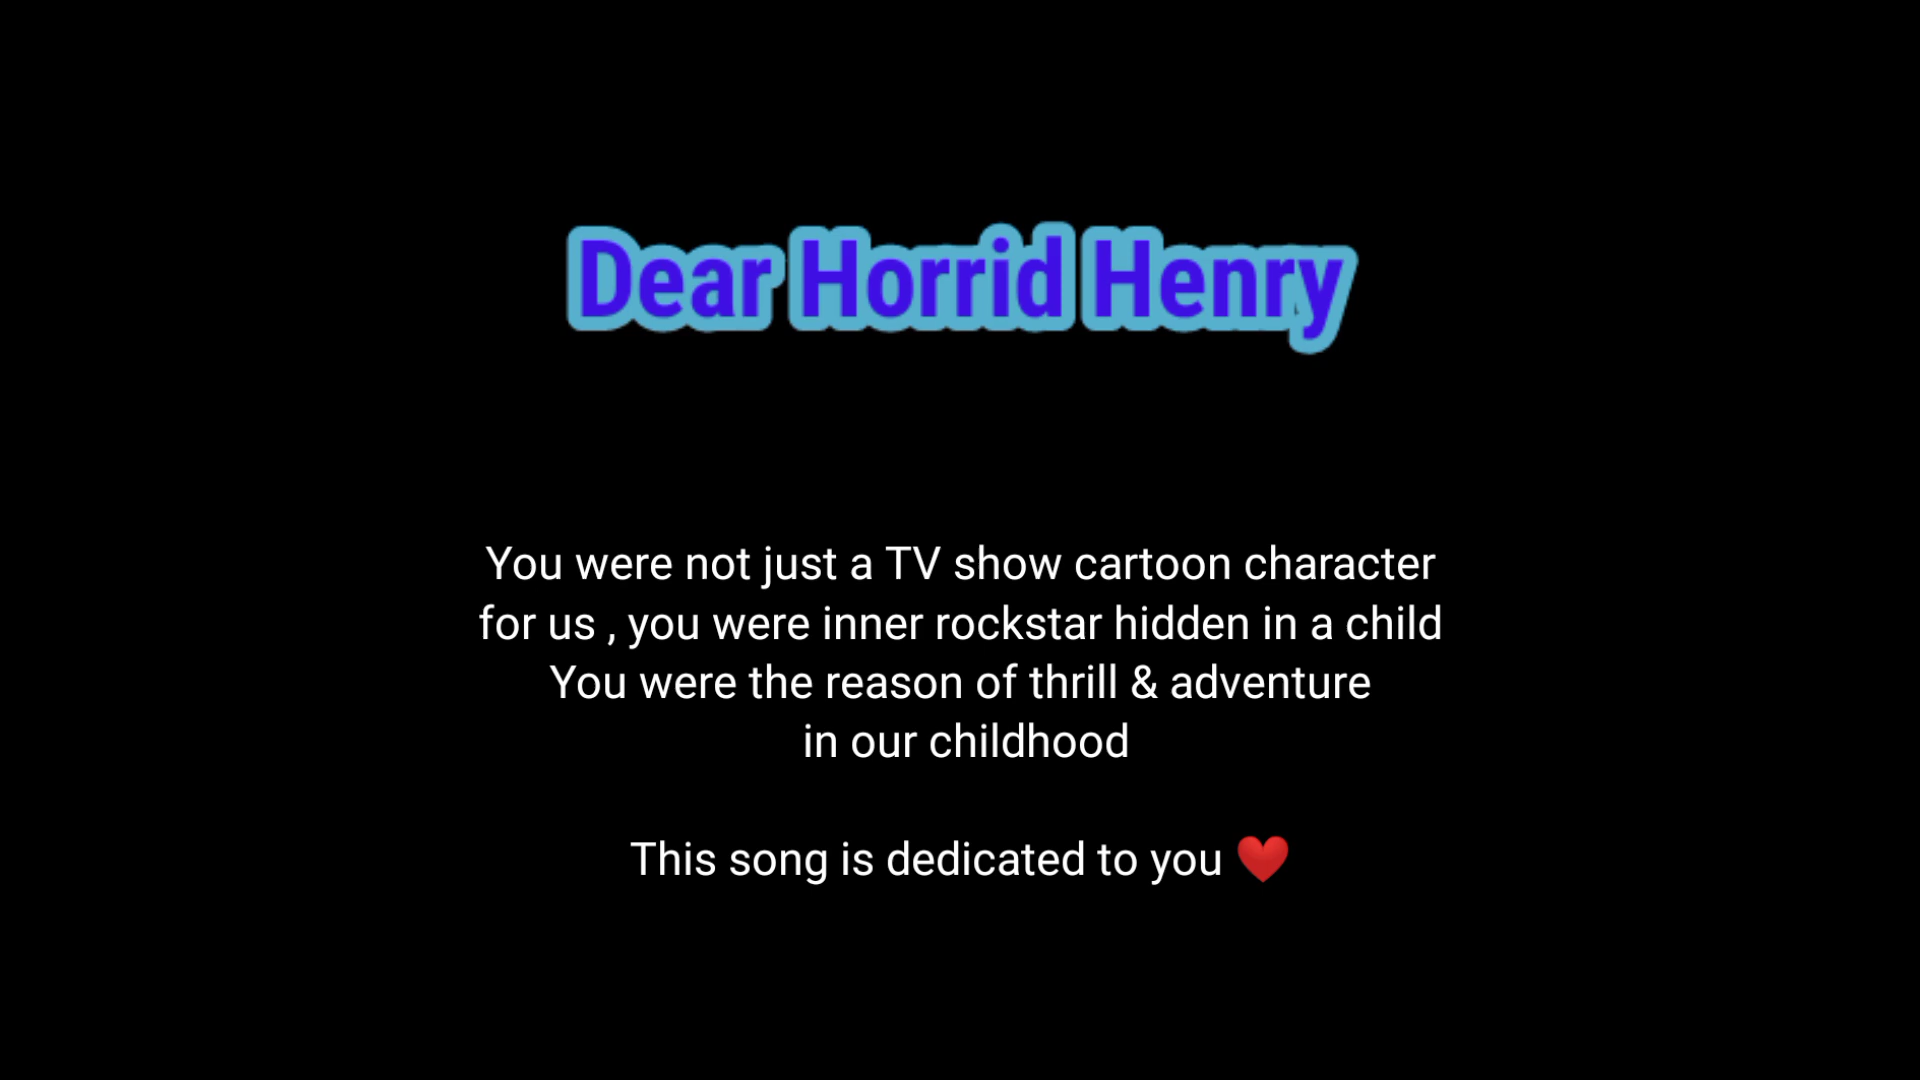 Dear Horrid Henry
You were not just a TV show cartoon character
for us , you were inner rockstar hidden in a child
You were the reason of thrill & adventure
in our childhood
This song is dedicated to you ❤️